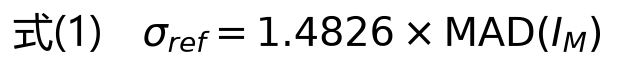 式(1) σ_ref = 1.4826 × MAD(I_M)